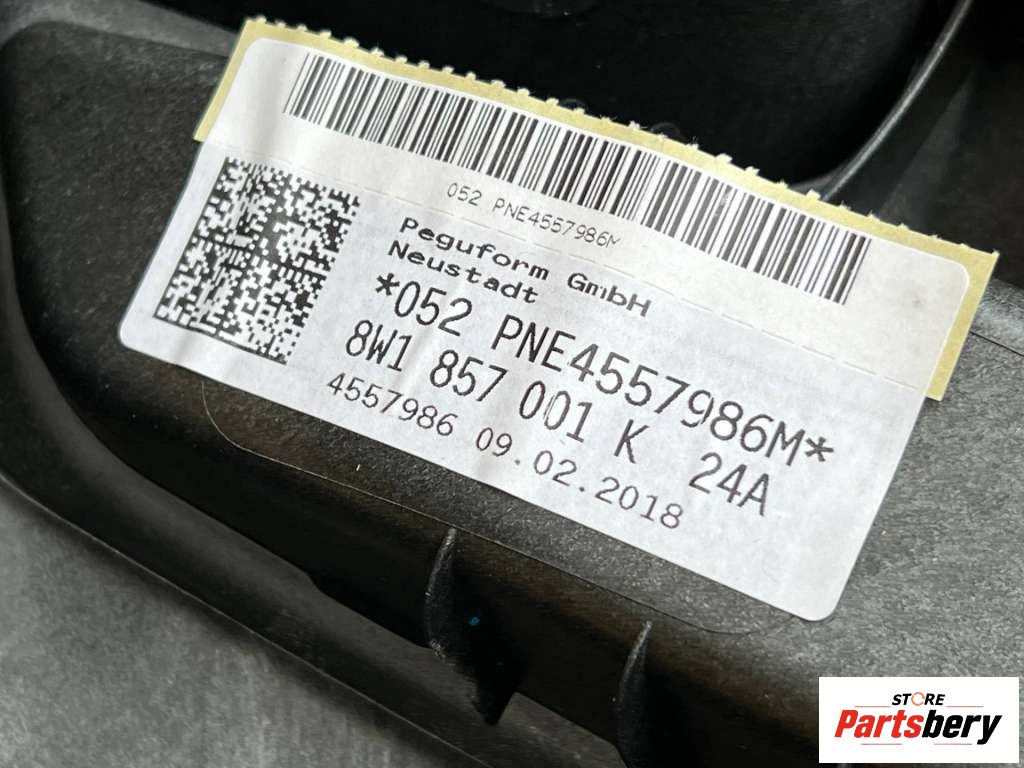 052 PNE4557986M
Peguform GmbH
Neustadt
*052 PNE4557986M*
8W1 857 001 K 24A
4557986 09.02.2018
STORE
Partsbery